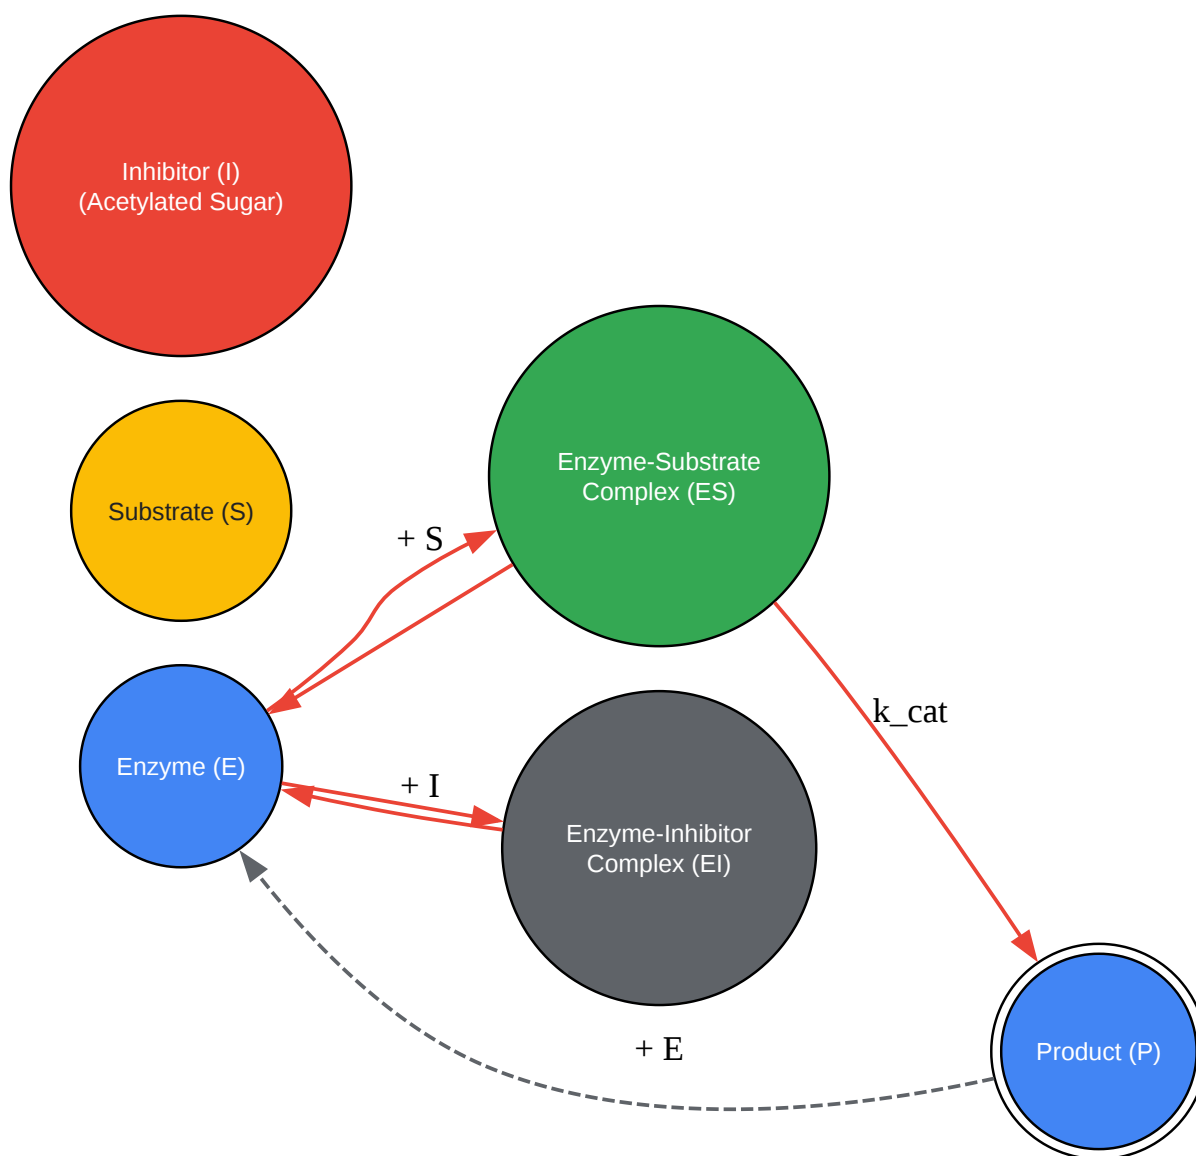 Inhibitor (I)
(Acetylated Sugar)
Enzyme-Substrate
Complex (ES)
Substrate (S)
+ S
k_cat
Enzyme (E)
+ I
Enzyme-Inhibitor
Complex (EI)
+ E
Product (P)